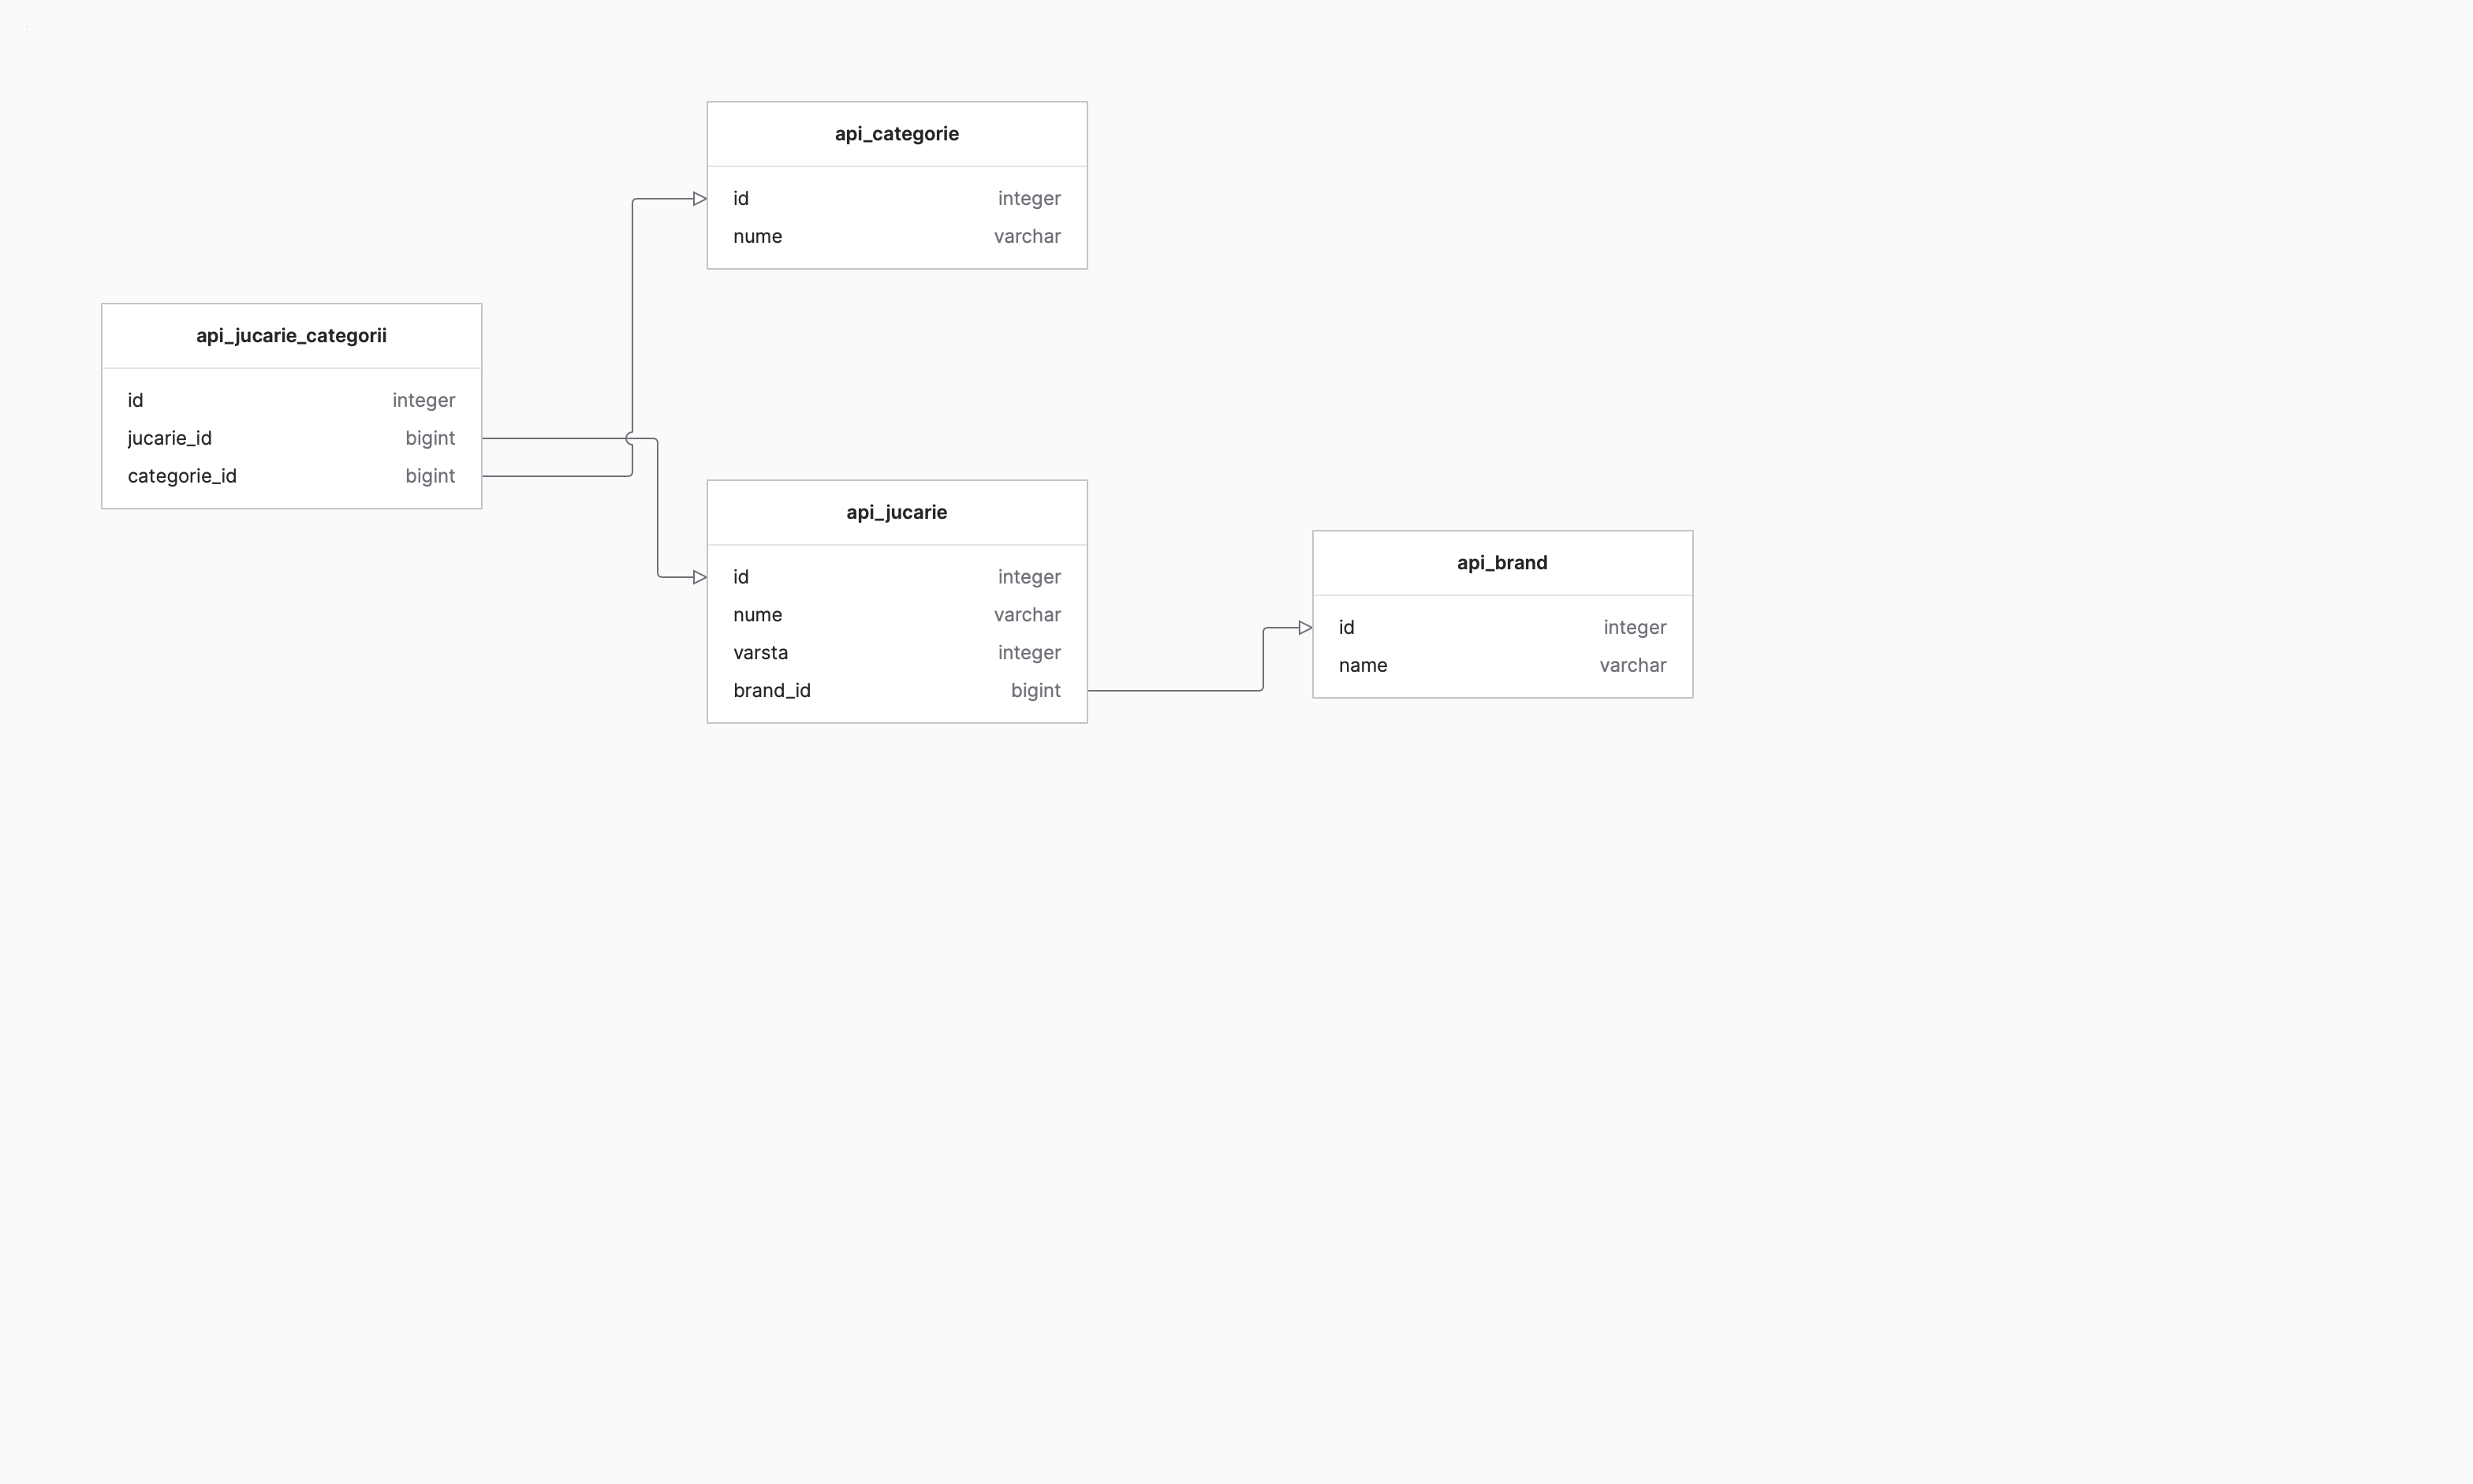 api_categorie
id integer
nume varchar
api_jucarie_categorii
id integer
jucarie_id bigint
categorie_id bigint
api_jucarie
id integer
nume varchar
varsta integer
brand_id bigint
api_brand
id integer
name varchar